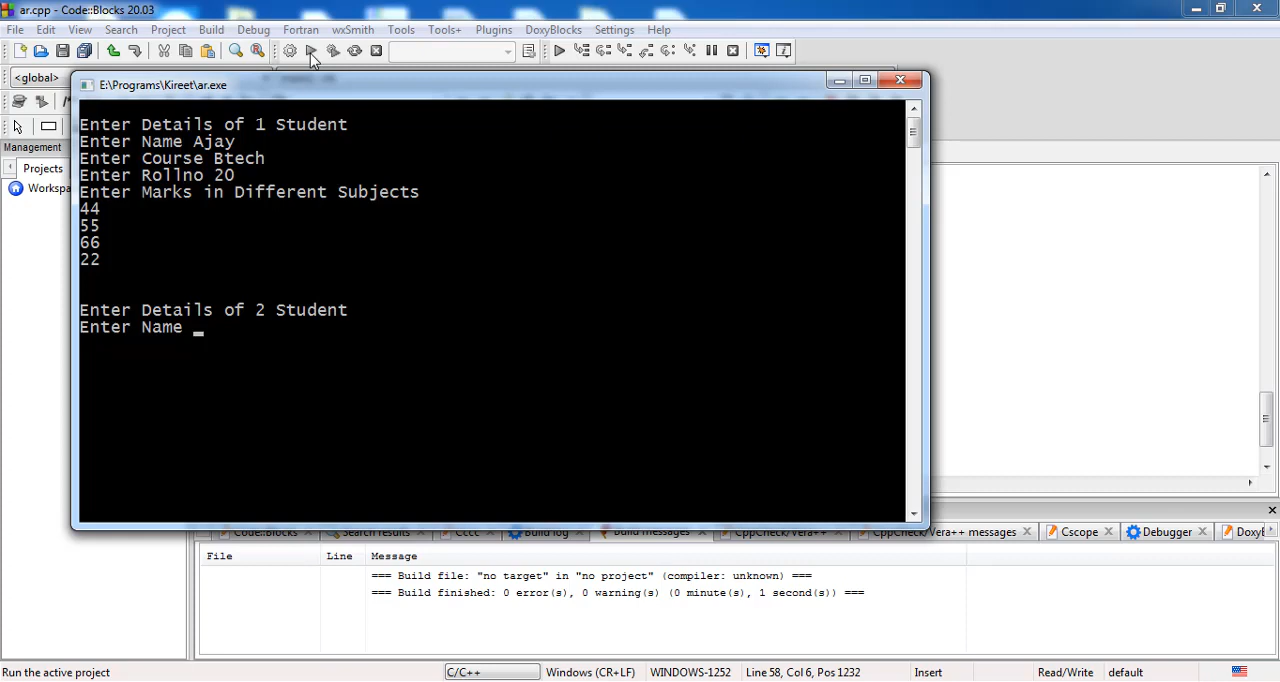 ar.cpp - Code::Blocks 20.03
File Edit View Search Project Build Debug Fortran wxSmith Tools Tools+ Plugins DoxyBlocks Settings Help
<global>
E:\Programs\Kireet\ar.exe
Enter Details of 1 Student
Enter Name Ajay
Enter Course Btech
Enter Rollno 20
Enter Marks in Different Subjects
44
55
66
22
Enter Details of 2 Student
Enter Name _
Management
Projects
Workspa
Code::Blocks Search results Cccc Build log Build messages CppCheck/Vera++ CppCheck/Vera++ messages Cscope Debugger DoxyB
File Line Message
=== Build file: "no target" in "no project" (compiler: unknown) ===
=== Build finished: 0 error(s), 0 warning(s) (0 minute(s), 1 second(s)) ===
Run the active project C/C++ Windows (CR+LF) WINDOWS-1252 Line 58, Col 6, Pos 1232 Insert Read/Write default